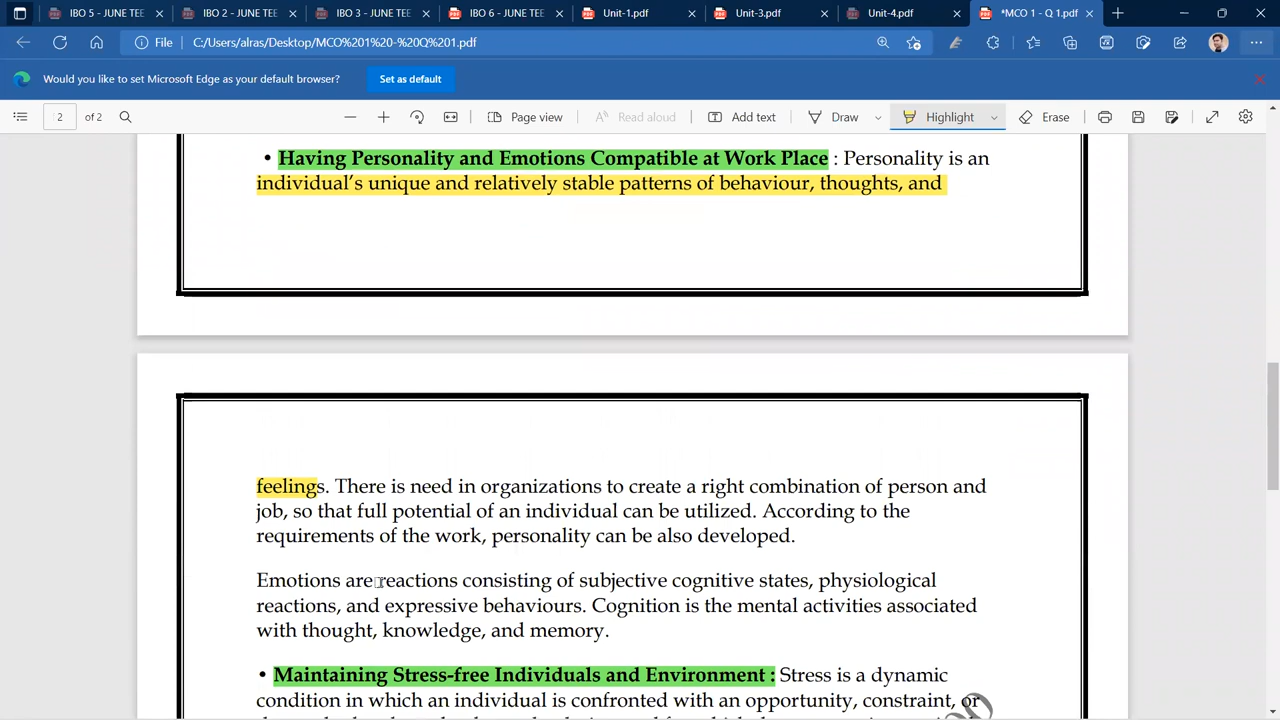 IBO 5 - JUNE TEE
IBO 2 - JUNE TEE
IBO 3 - JUNE TEE
IBO 6 - JUNE TEE
Unit-1.pdf
Unit-3.pdf
Unit-4.pdf
*MCO 1 - Q 1.pdf
File C:/Users/alras/Desktop/MCO%201%20-%20Q%201.pdf
Would you like to set Microsoft Edge as your default browser? Set as default
2 of 2 Page view Read aloud Add text Draw Highlight Erase
• Having Personality and Emotions Compatible at Work Place : Personality is an
individual's unique and relatively stable patterns of behaviour, thoughts, and
feelings. There is need in organizations to create a right combination of person and
job, so that full potential of an individual can be utilized. According to the
requirements of the work, personality can be also developed.
Emotions are reactions consisting of subjective cognitive states, physiological
reactions, and expressive behaviours. Cognition is the mental activities associated
with thought, knowledge, and memory.
• Maintaining Stress-free Individuals and Environment : Stress is a dynamic
condition in which an individual is confronted with an opportunity, constraint, or